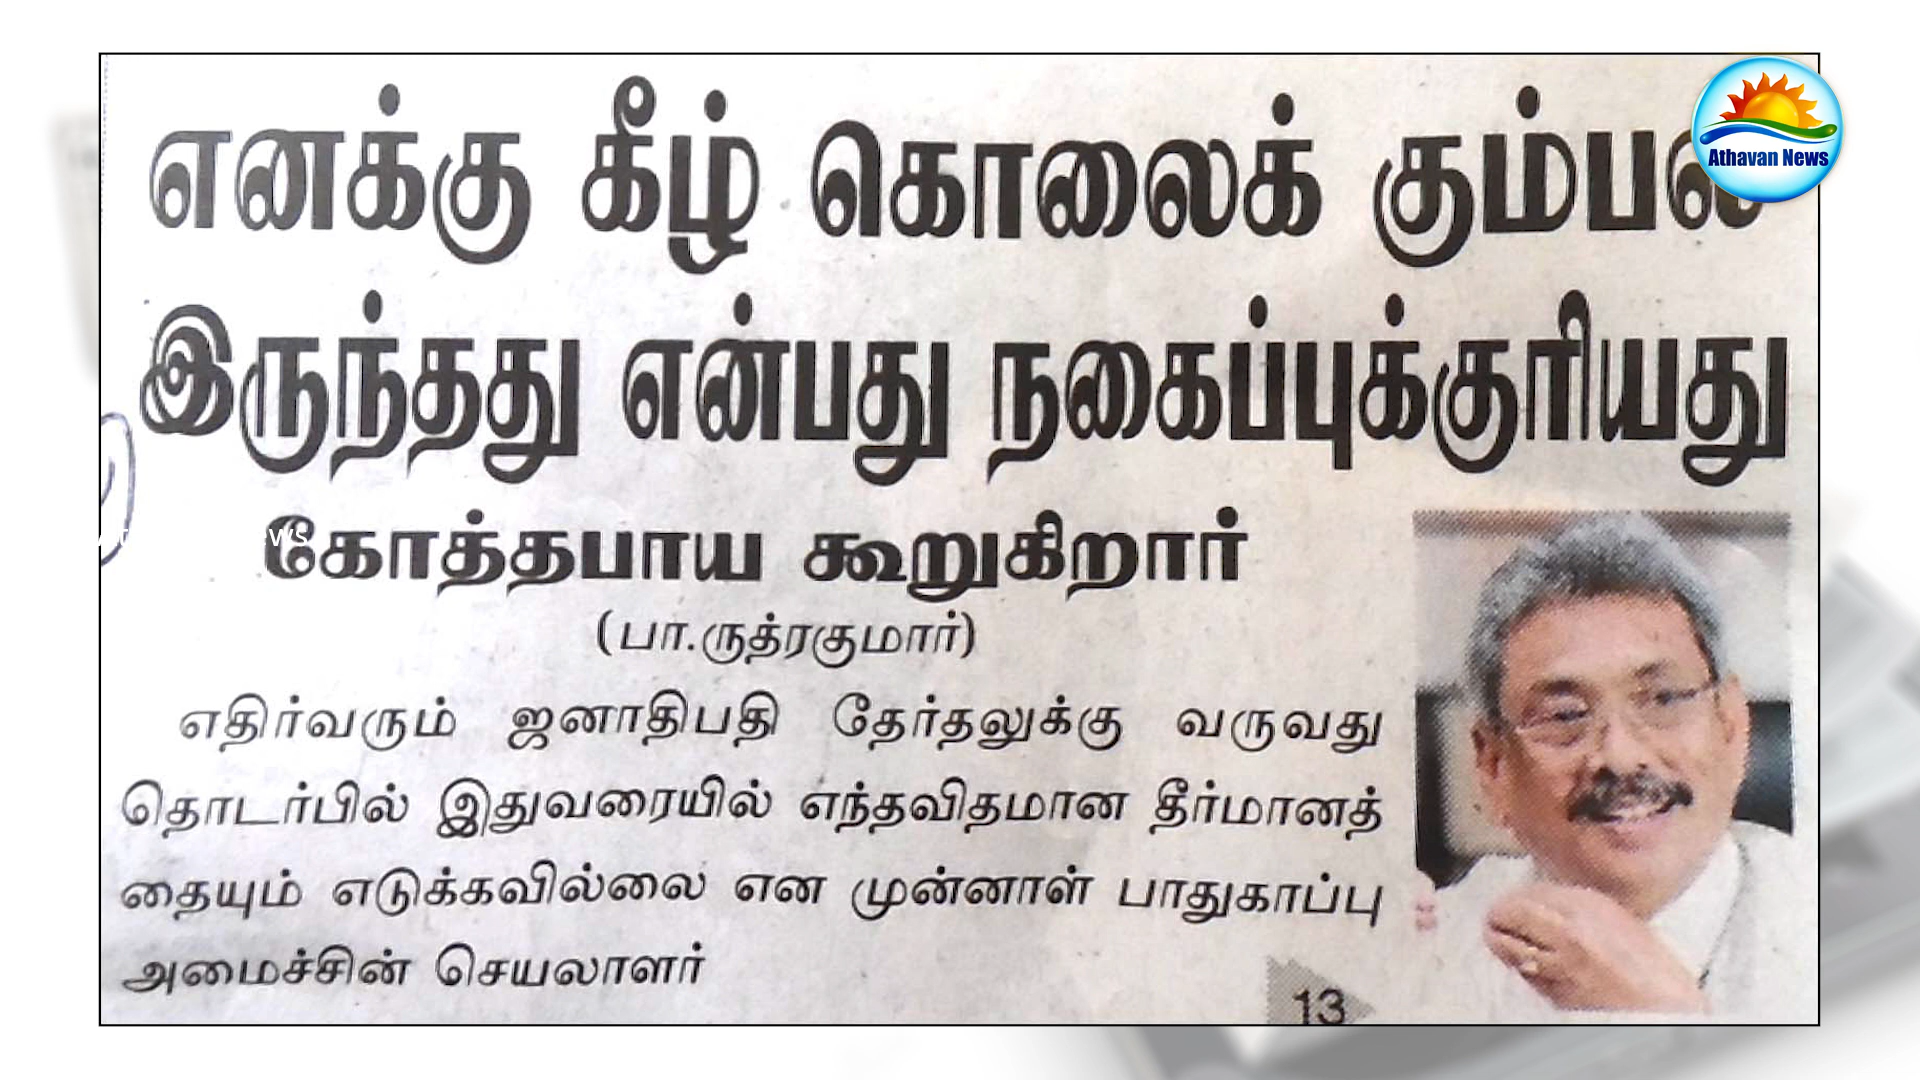 எனக்கு கீழ் கொலைக் கும்பல்
Athavan News
இருந்தது என்பது நகைப்புக்குரியது
கோத்தபாய கூறுகிறார்
(பா.ருத்ரகுமார்)
எதிர்வரும் ஜனாதிபதி தேர்தலுக்கு வருவது
தொடர்பில் இதுவரையில் எந்தவிதமான தீர்மானத்
தையும் எடுக்கவில்லை என முன்னாள் பாதுகாப்பு
அமைச்சின் செயலாளர்
13